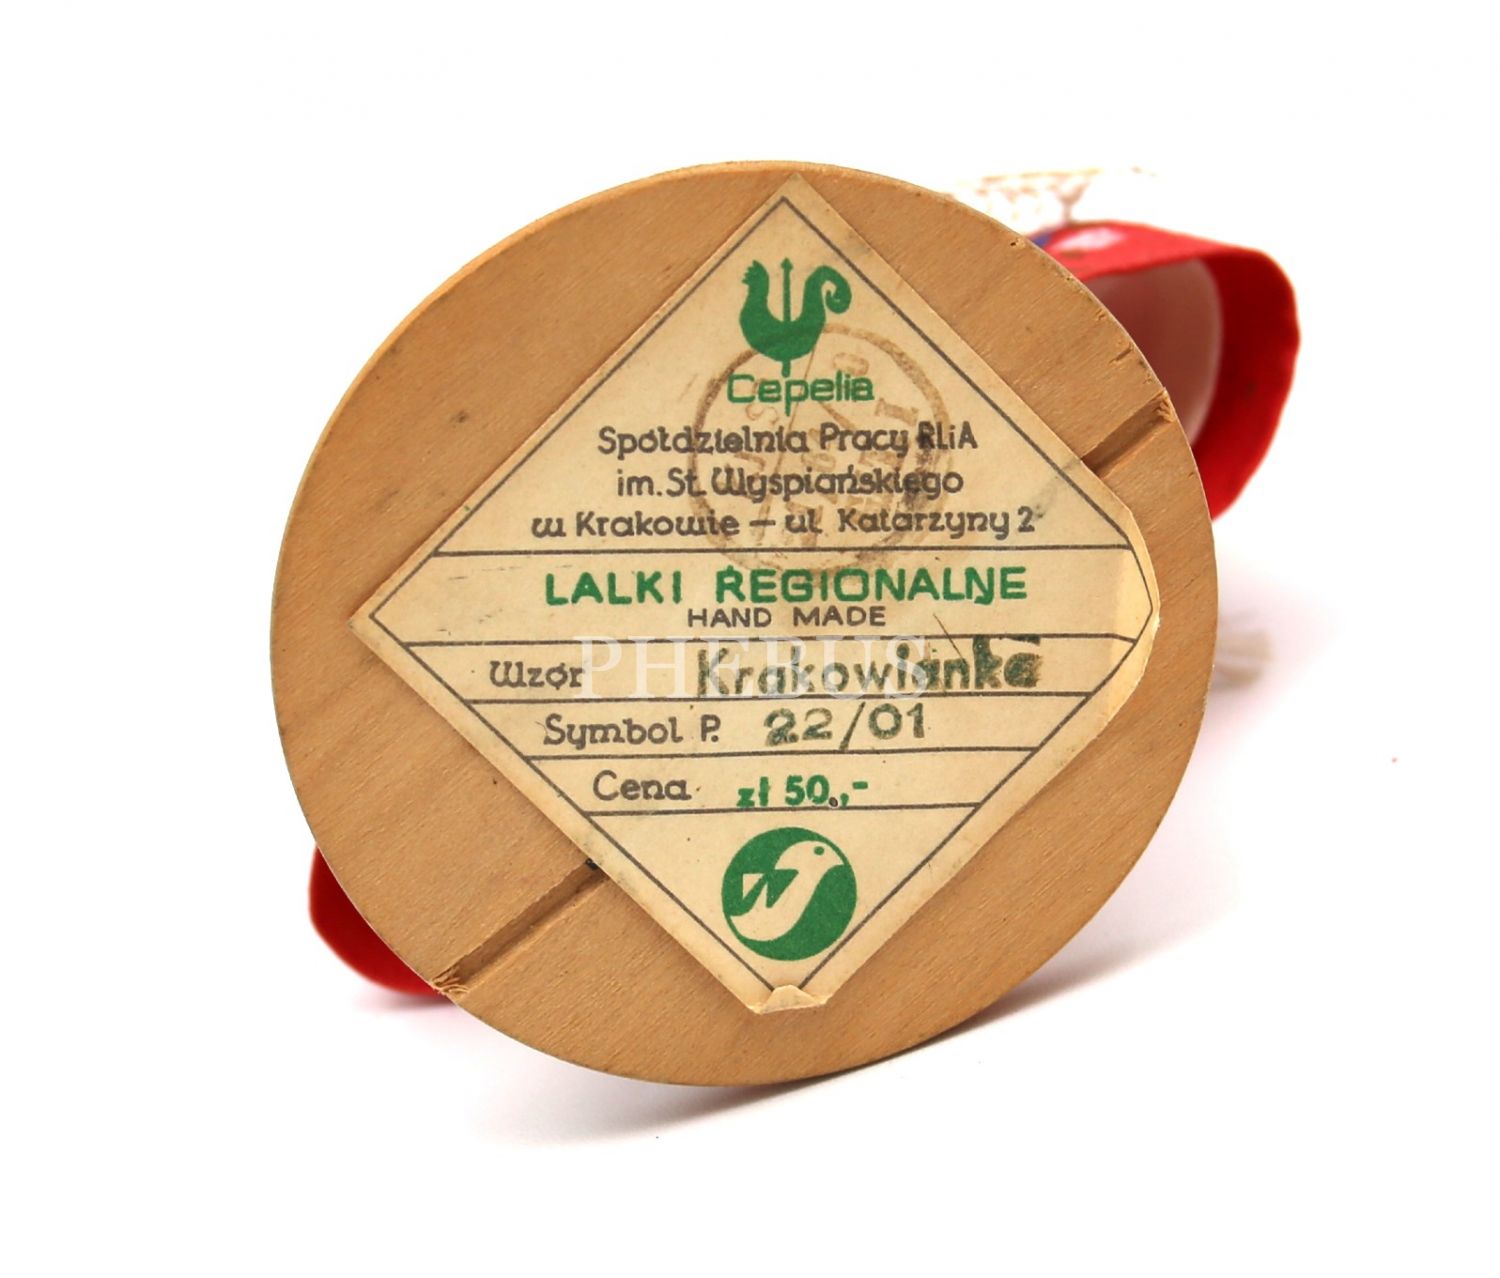 Cepelia
Spółdzielnia Pracy RLiA
im. St. Wyspiańskiego
w Krakowie – ul. Katarzyny 2
LALKI REGIONALNE
HAND MADE
PHEBUS
Wzór Krakowianka
Symbol P. 22/01
Cena zł 50.,-